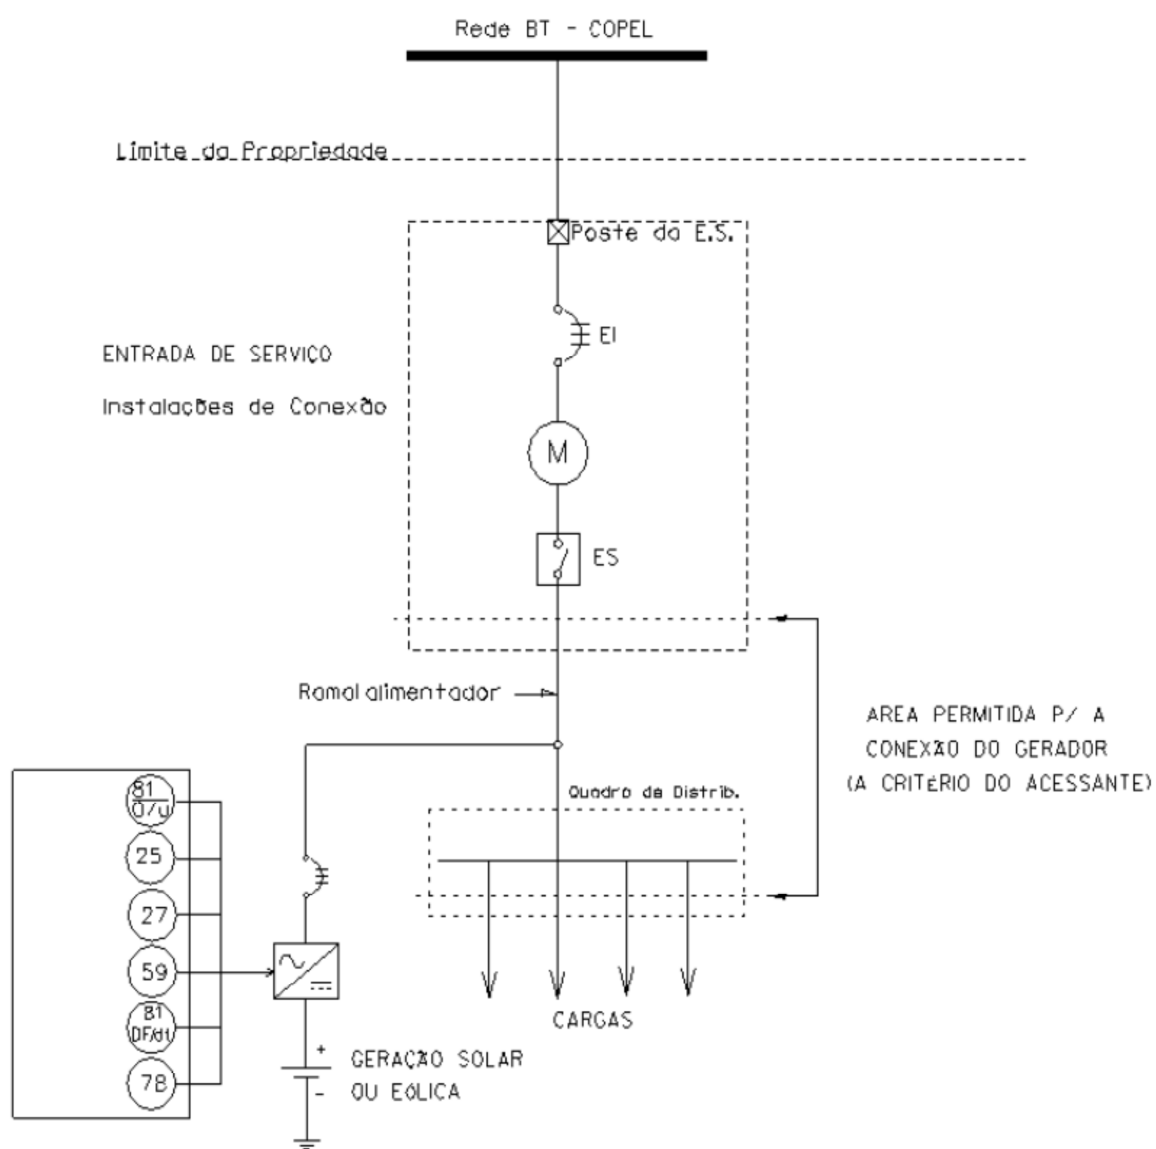 Rede BT - COPEL
Limite da Propriedade
Poste da E.S.
EI
ENTRADA DE SERVIÇO
Instalações de Conexão
M
ES
Ramal alimentador
AREA PERMITIDA P/ A
CONEXÃO DO GERADOR
(A CRITÉRIO DO ACESSANTE)
Quadro de Distrib.
81
O/u
25
27
59
81
DF/dt
78
CARGAS
+
GERAÇÃO SOLAR
-
OU EÓLICA